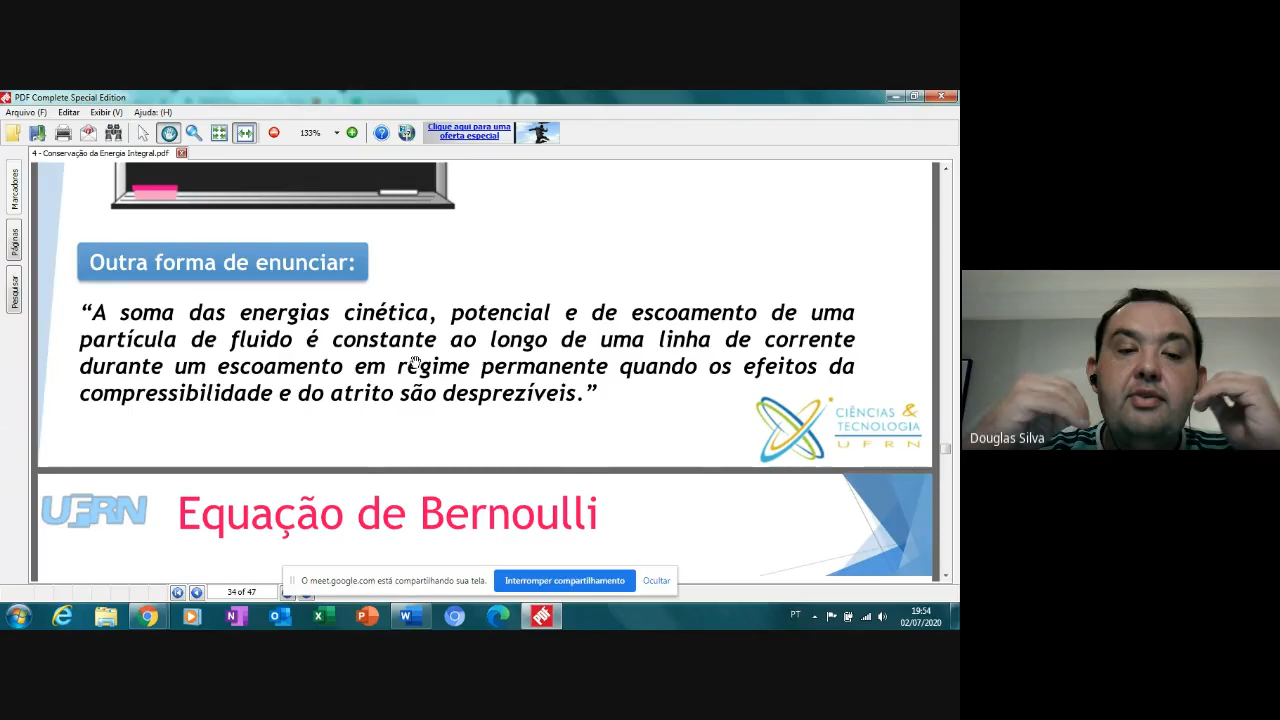 PDF Complete Special Edition
Arquivo (F) Editar Exibir (V) Ajuda: (H)
133%
Clique aqui para uma
oferta especial
4 - Conservação da Energia Integral.pdf
Marcadores
Páginas
Pesquisar
Outra forma de enunciar:
“A soma das energias cinética, potencial e de escoamento de uma
partícula de fluido é constante ao longo de uma linha de corrente
durante um escoamento em regime permanente quando os efeitos da
compressibilidade e do atrito são desprezíveis.”
CIÊNCIAS &
TECNOLOGIA
UFRN
Douglas Silva
UFRN Equação de Bernoulli
O meet.google.com está compartilhando sua tela. Interromper compartilhamento Ocultar
34 of 47
PT
19:54
02/07/2020